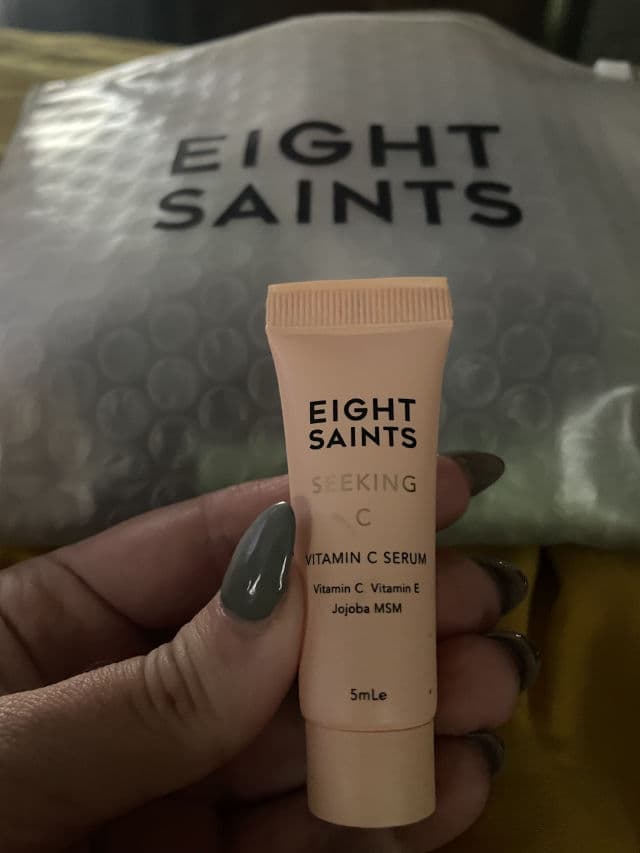 EIGHT
SAINTS
EIGHT
SAINTS
SEEKING
C
VITAMIN C SERUM
Vitamin C Vitamin E
Jojoba MSM
5mLe